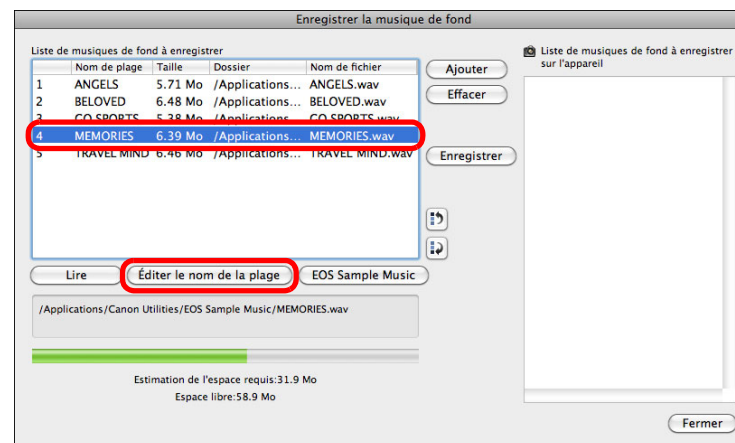 Enregistrer la musique de fond
Liste de musiques de fond à enregistrer
Nom de plage Taille Dossier Nom de fichier
1 ANGELS 5.71 Mo /Applications... ANGELS.wav
2 BELOVED 6.48 Mo /Applications... BELOVED.wav
3 GO SPORTS 5.38 Mo /Applications... GO SPORTS.wav
4 MEMORIES 6.39 Mo /Applications... MEMORIES.wav
5 TRAVEL MIND 6.46 Mo /Applications... TRAVEL MIND.wav
Ajouter
Effacer
Enregistrer
Lire
Éditer le nom de la plage
EOS Sample Music
/Applications/Canon Utilities/EOS Sample Music/MEMORIES.wav
Estimation de l'espace requis:31.9 Mo
Espace libre:58.9 Mo
Liste de musiques de fond à enregistrer
sur l'appareil
Fermer